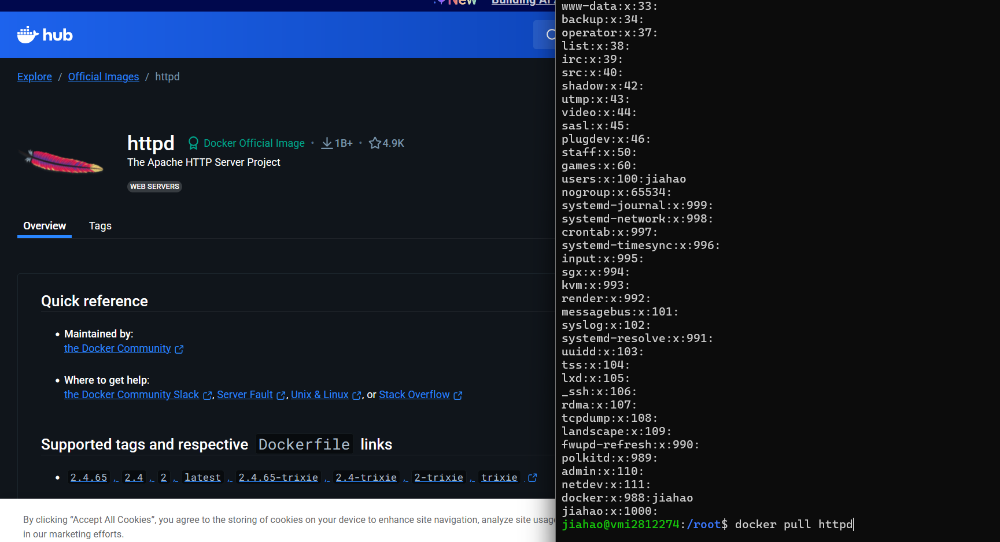 New Building AI A
hub
Explore / Official Images / httpd
httpd Docker Official Image • 1B+ • 4.9K
The Apache HTTP Server Project
WEB SERVERS
Overview Tags
Quick reference
• Maintained by:
the Docker Community
• Where to get help:
the Docker Community Slack, Server Fault, Unix & Linux, or Stack Overflow
Supported tags and respective Dockerfile links
• 2.4.65, 2.4, 2, latest, 2.4.65-trixie, 2.4-trixie, 2-trixie, trixie
By clicking “Accept All Cookies”, you agree to the storing of cookies on your device to enhance site navigation, analyze site usage
in our marketing efforts.
www-data:x:33:
backup:x:34:
operator:x:37:
list:x:38:
irc:x:39:
src:x:40:
shadow:x:42:
utmp:x:43:
video:x:44:
sasl:x:45:
plugdev:x:46:
staff:x:50:
games:x:60:
users:x:100:jiahao
nogroup:x:65534:
systemd-journal:x:999:
systemd-network:x:998:
crontab:x:997:
systemd-timesync:x:996:
input:x:995:
sgx:x:994:
kvm:x:993:
render:x:992:
messagebus:x:101:
syslog:x:102:
systemd-resolve:x:991:
uuidd:x:103:
tss:x:104:
lxd:x:105:
_ssh:x:106:
rdma:x:107:
tcpdump:x:108:
landscape:x:109:
fwupd-refresh:x:990:
polkitd:x:989:
admin:x:110:
netdev:x:111:
docker:x:988:jiahao
jiahao:x:1000:
jiahao@vmi2812274:/root$ docker pull httpd